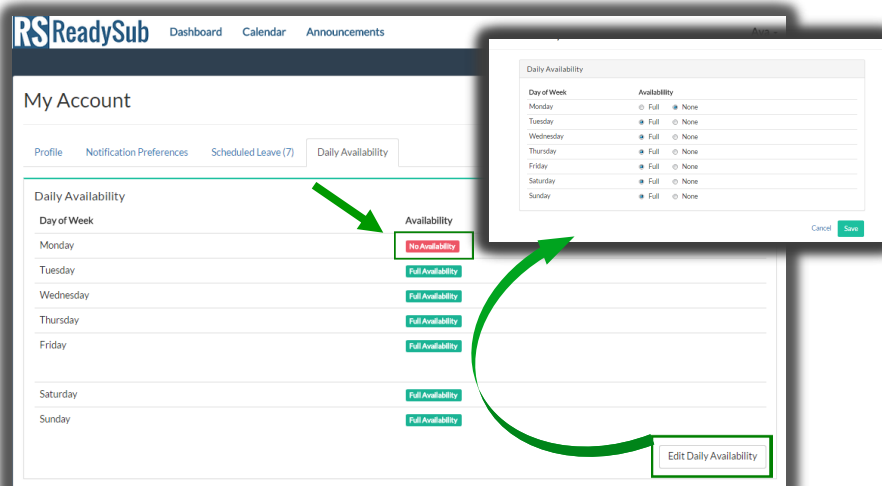 RS ReadySub Dashboard Calendar Announcements
My Account
Profile Notification Preferences Scheduled Leave (7) Daily Availability
Daily Availability
Day of Week Availability
Monday No Availability
Tuesday Full Availability
Wednesday Full Availability
Thursday Full Availability
Friday Full Availability
Saturday Full Availability
Sunday Full Availability
Edit Daily Availability
Daily Availability
Day of Week Availablility
Monday Full None
Tuesday Full None
Wednesday Full None
Thursday Full None
Friday Full None
Saturday Full None
Sunday Full None
Cancel Save